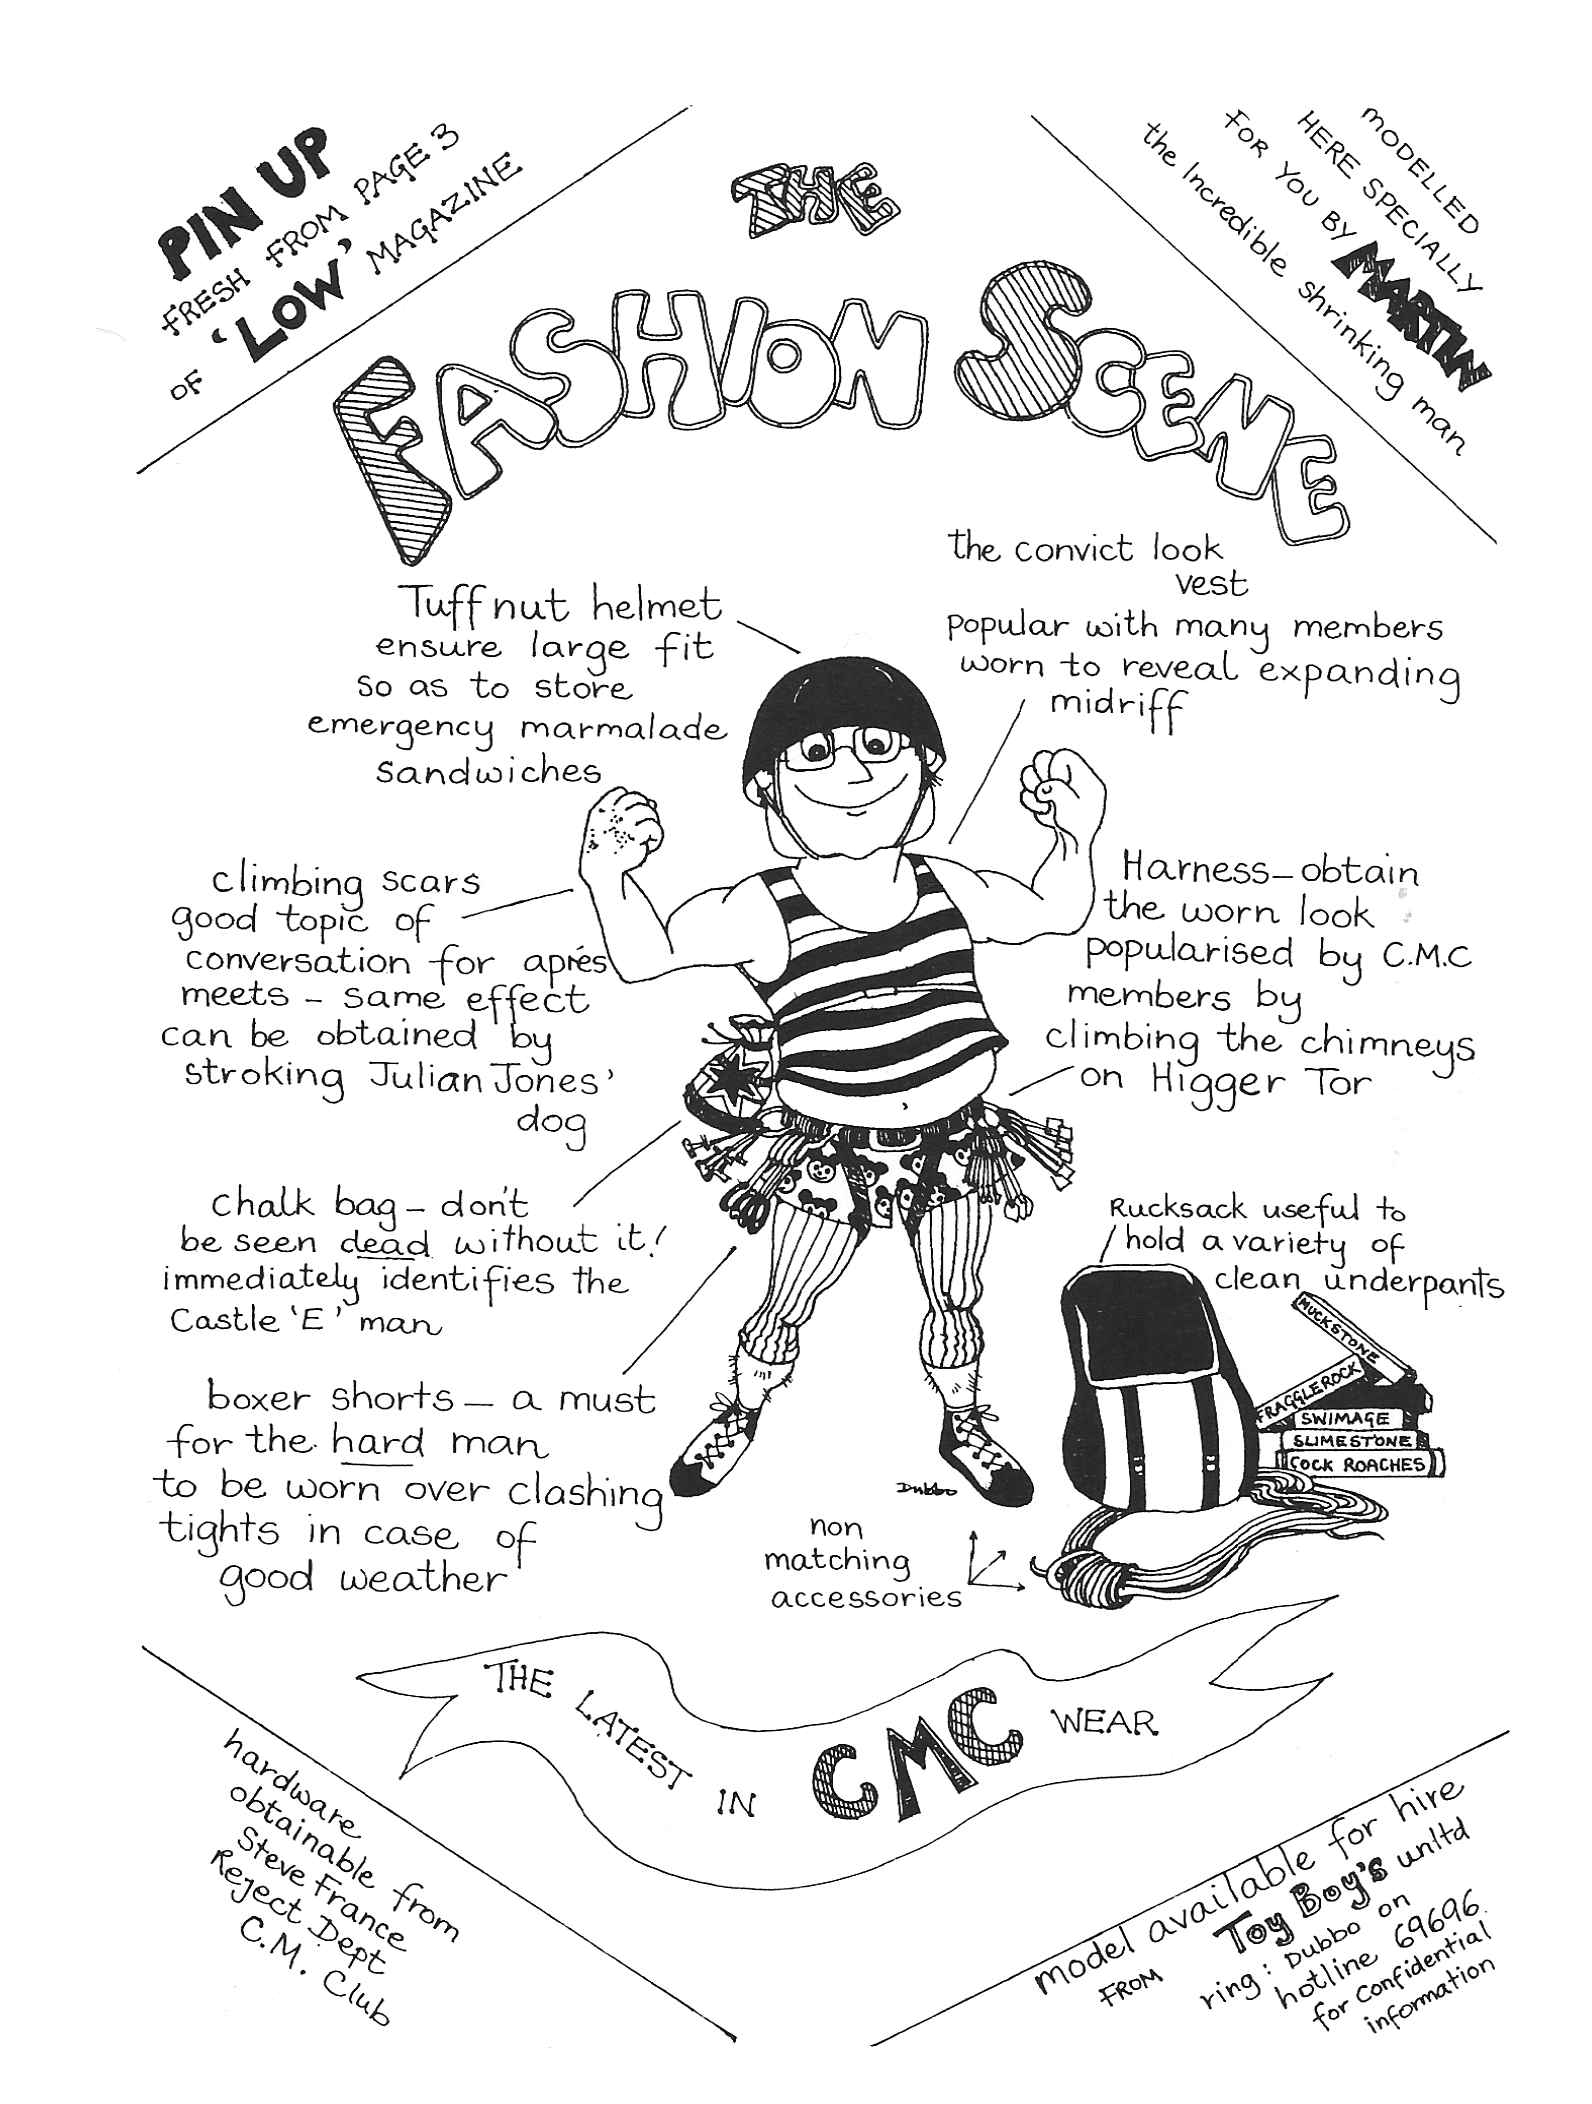 PIN UP
FRESH FROM PAGE 3
OF 'LOW' MAGAZINE
MODELLED
HERE SPECIALLY
FOR YOU BY MARTIN
the Incredible shrinking man
THE
FASHION SCENE
Tuffnut helmet
ensure large fit
so as to store
emergency marmalade
sandwiches
the convict look
vest
popular with many members
worn to reveal expanding
midriff
climbing scars
good topic of
conversation for aprés
meets - same effect
can be obtained by
stroking Julian Jones'
dog
Harness - obtain
the worn look
popularised by C.M.C
members by
climbing the chimneys
on Higger Tor
chalk bag - don't
be seen dead without it!
immediately identifies the
Castle 'E' man
Rucksack useful to
hold a variety of
clean underpants
boxer shorts - a must
for the hard man
to be worn over clashing
tights in case of
good weather
MUCKSTONE
FRAGGLEROCK
SWIMAGE
SLIMESTONE
COCK ROACHES
Dubbo
non
matching
accessories
THE LATEST IN CMC WEAR
hardware
obtainable from
Steve France
Reject Dept
C.M. Club
model available for hire
FROM Toy Boy's unltd
ring: Dubbo on
hotline 69696.
for confidential
information